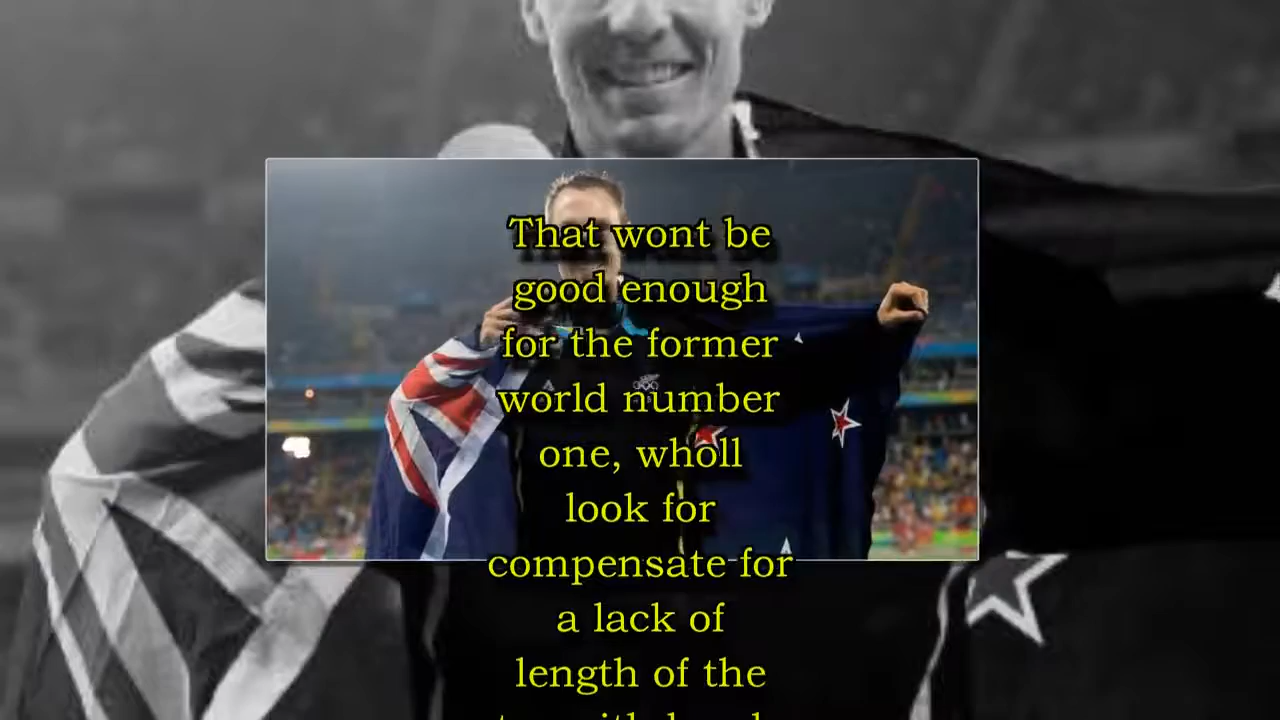 That wont be
good enough
for the former
world number
one, wholl
look for
compensate for
a lack of
length of the